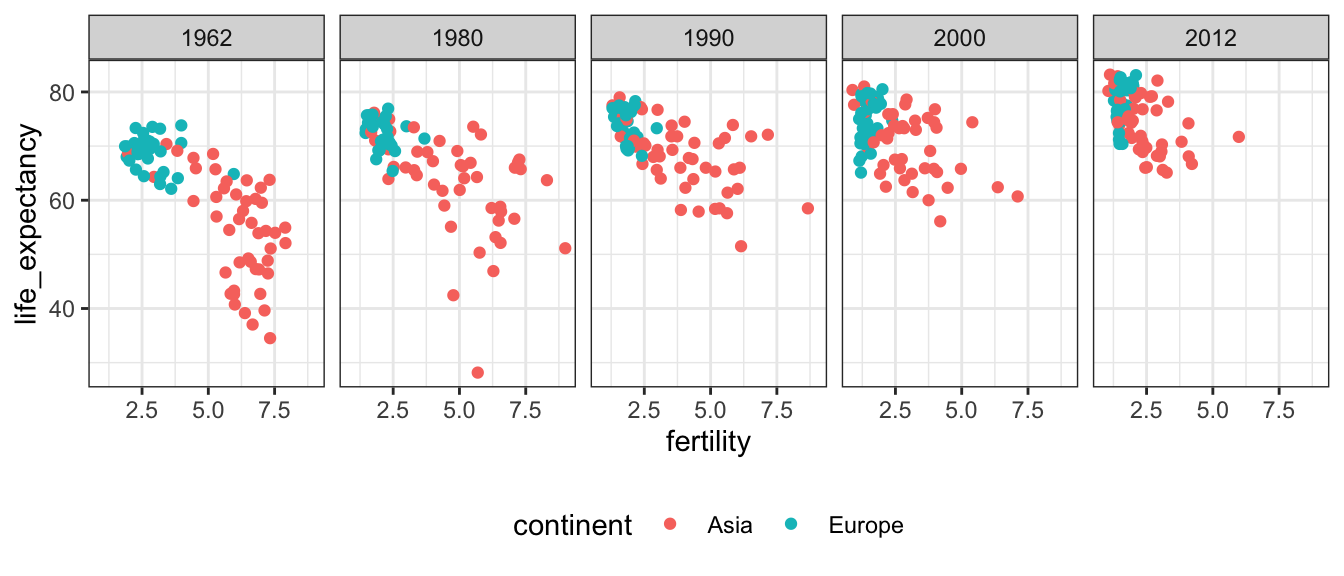 1962 1980 1990 2000 2012
life_expectancy
80
60
40
2.5 5.0 7.5 2.5 5.0 7.5 2.5 5.0 7.5 2.5 5.0 7.5 2.5 5.0 7.5
fertility
continent Asia Europe